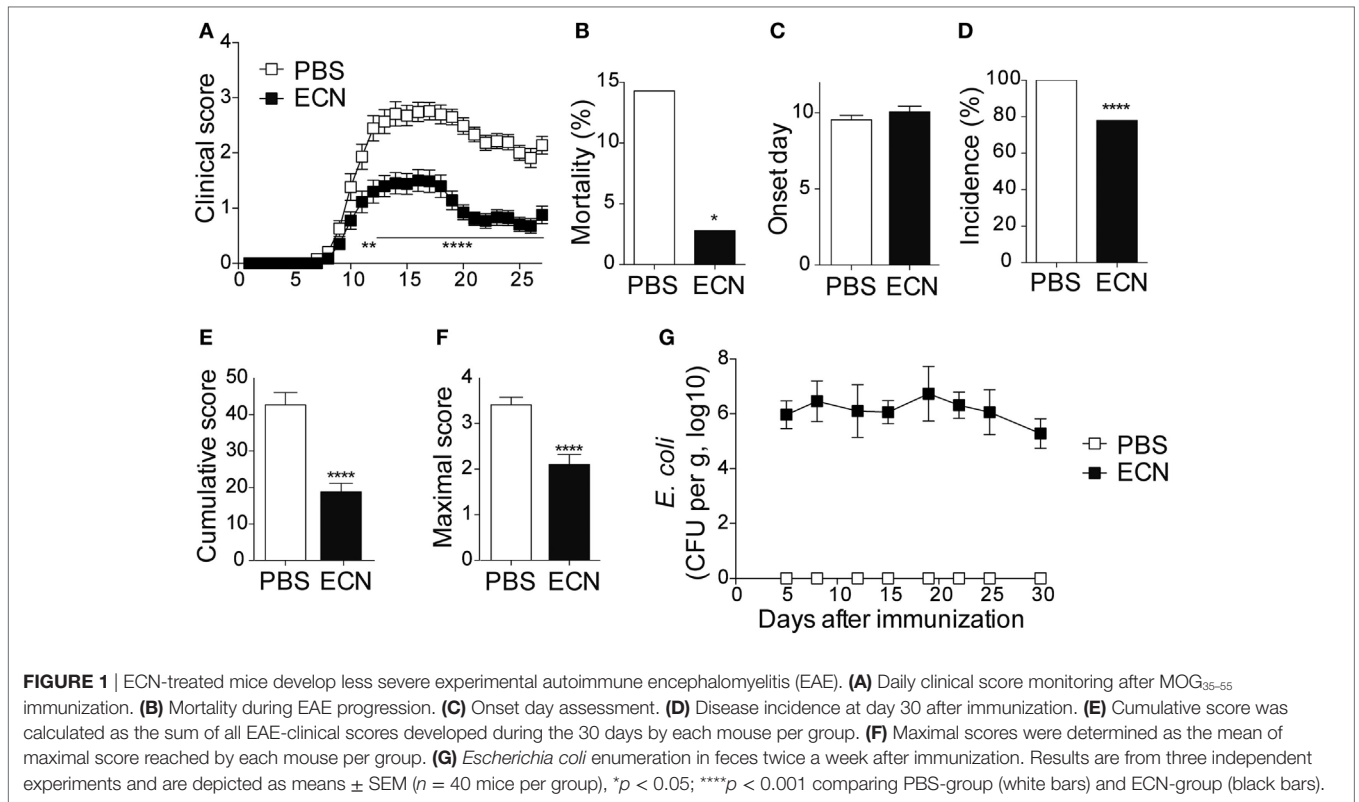 A
Clinical score
4
3
2
1
0
PBS
ECN
** ****
0 5 10 15 20 25
B
Mortality (%)
15
10
5
0
*
PBS ECN
C
Onset day
10
5
0
PBS ECN
D
Incidence (%)
100
80
60
40
20
0
****
PBS ECN
E
Cumulative score
50
40
30
20
10
0
****
PBS ECN
F
Maximal score
4
3
2
1
0
****
PBS ECN
G
E. coli
(CFU per g, log10)
8
6
4
2
0
0 5 10 15 20 25 30
Days after immunization
PBS
ECN
FIGURE 1 | ECN-treated mice develop less severe experimental autoimmune encephalomyelitis (EAE). (A) Daily clinical score monitoring after MOG35–55
immunization. (B) Mortality during EAE progression. (C) Onset day assessment. (D) Disease incidence at day 30 after immunization. (E) Cumulative score was
calculated as the sum of all EAE-clinical scores developed during the 30 days by each mouse per group. (F) Maximal scores were determined as the mean of
maximal score reached by each mouse per group. (G) Escherichia coli enumeration in feces twice a week after immunization. Results are from three independent
experiments and are depicted as means ± SEM (n = 40 mice per group), *p < 0.05; ****p < 0.001 comparing PBS-group (white bars) and ECN-group (black bars).